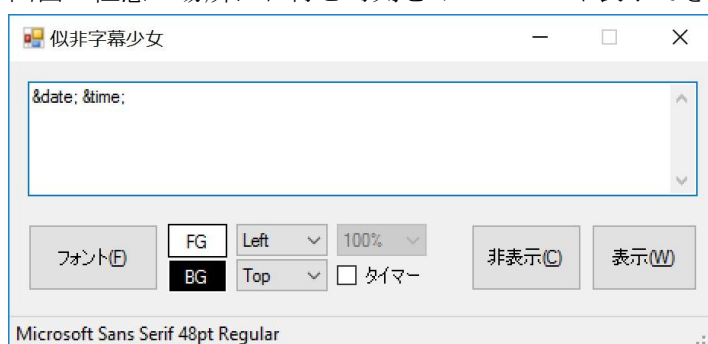 似非字幕少女
&date; &time;
フォント(F)
FG
Left
100%
非表示(C)
表示(W)
BG
Top
タイマー
Microsoft Sans Serif 48pt Regular